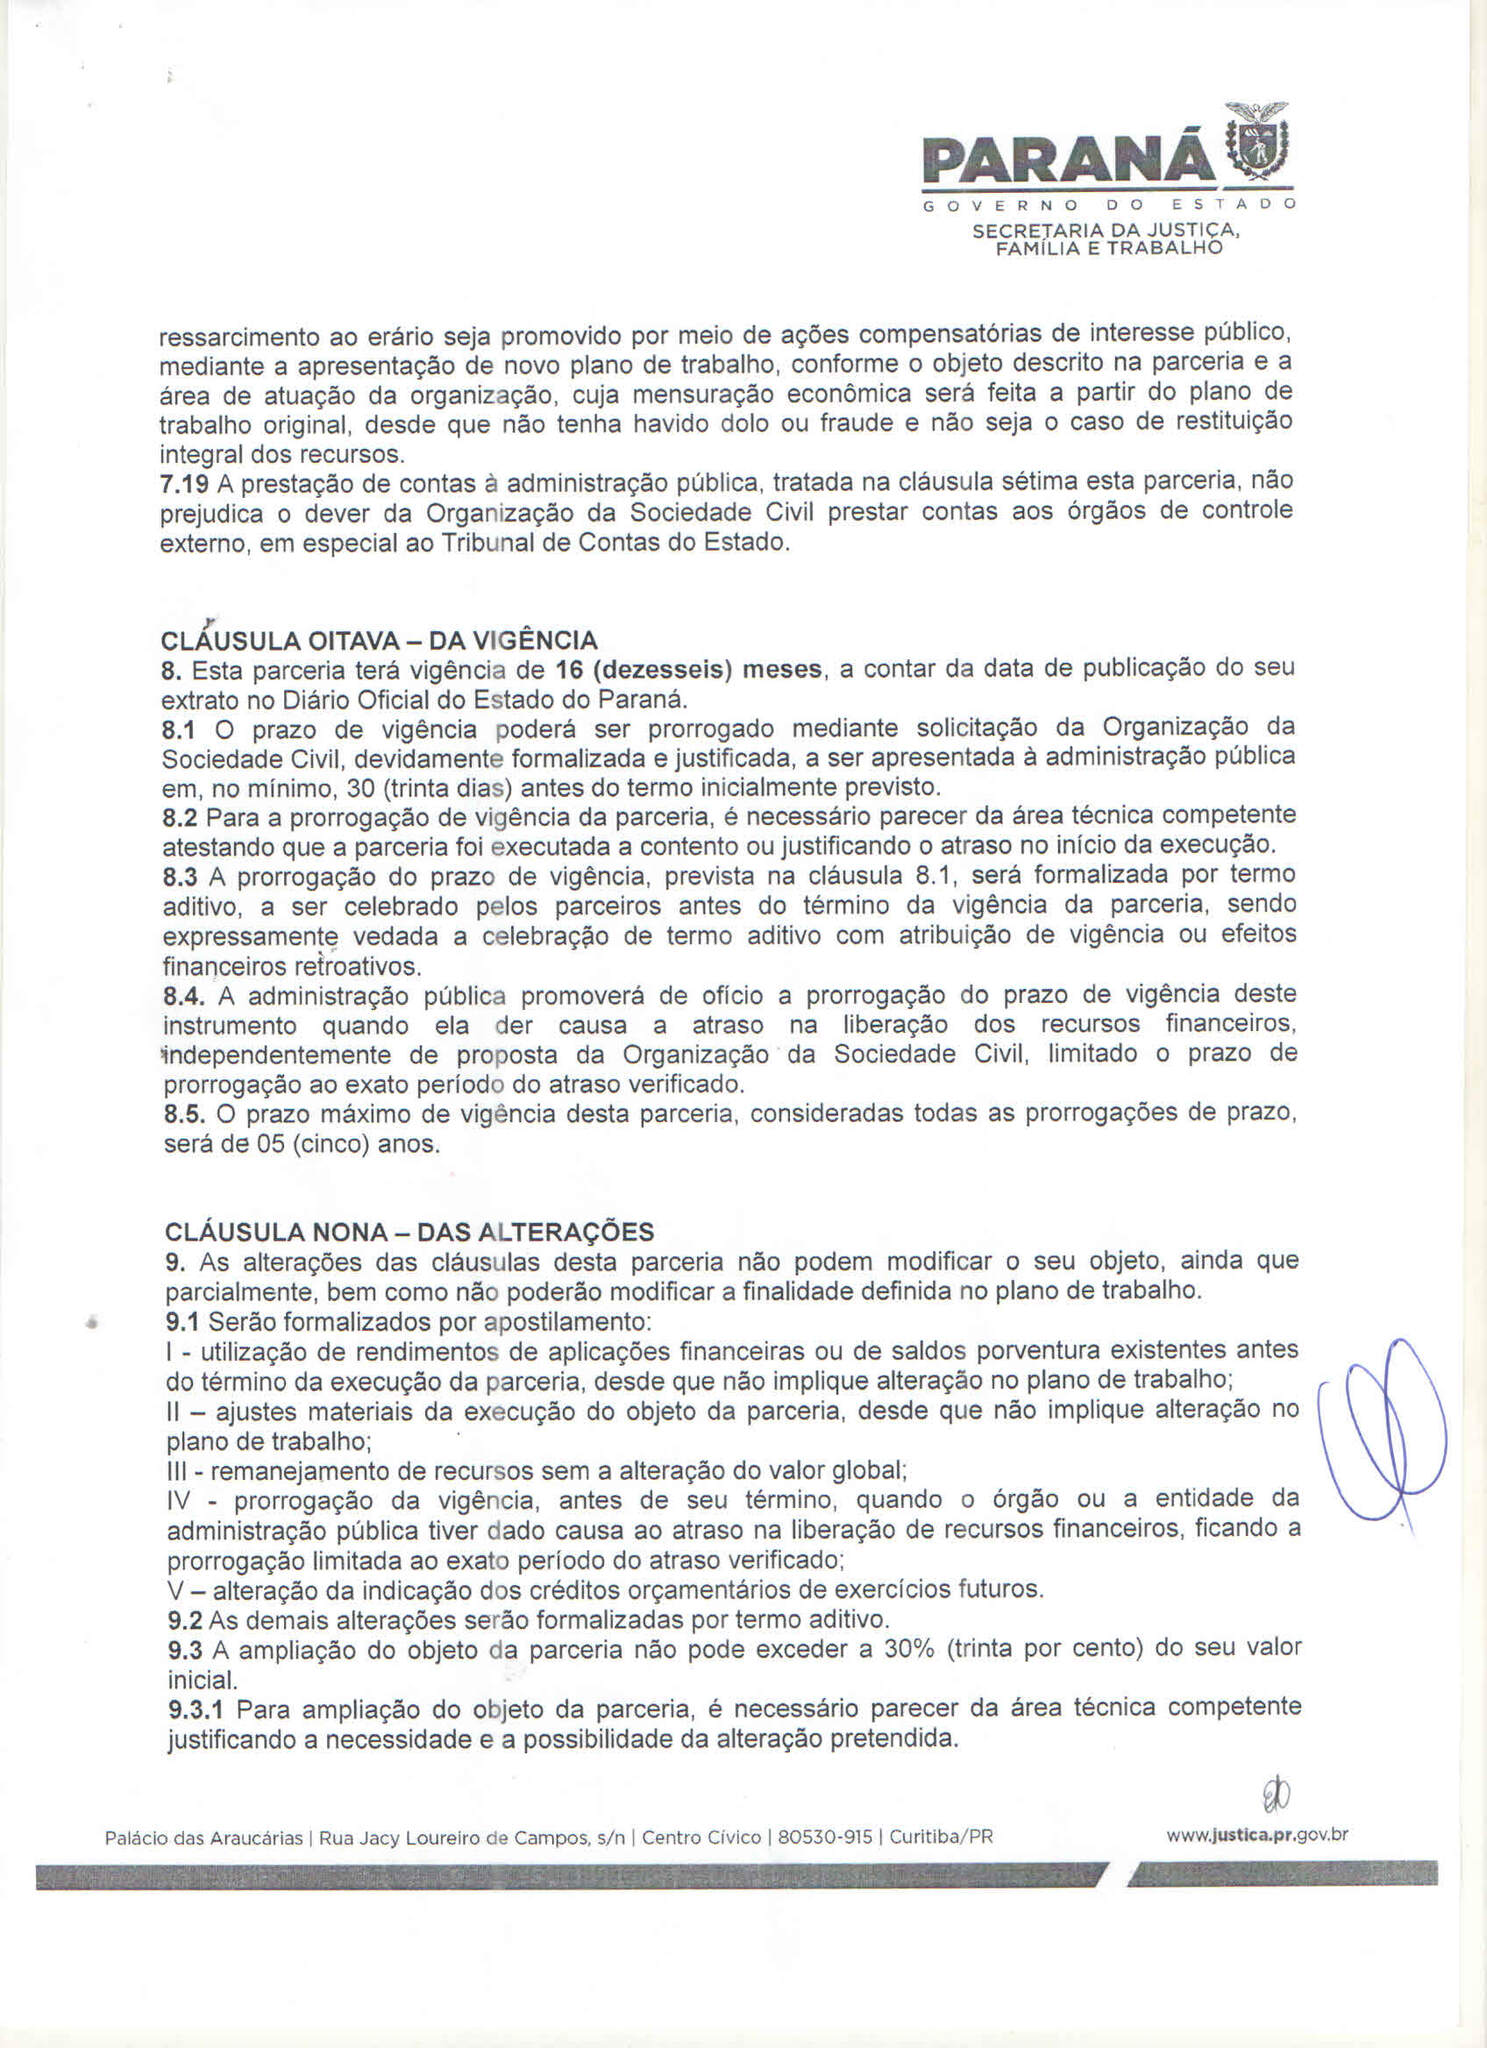 PARANÁ
GOVERNO DO ESTADO
SECRETARIA DA JUSTIÇA,
FAMÍLIA E TRABALHO
ressarcimento ao erário seja promovido por meio de ações compensatórias de interesse público,
mediante a apresentação de novo plano de trabalho, conforme o objeto descrito na parceria e a
área de atuação da organização, cuja mensuração econômica será feita a partir do plano de
trabalho original, desde que não tenha havido dolo ou fraude e não seja o caso de restituição
integral dos recursos.
7.19 A prestação de contas à administração pública, tratada na cláusula sétima esta parceria, não
prejudica o dever da Organização da Sociedade Civil prestar contas aos órgãos de controle
externo, em especial ao Tribunal de Contas do Estado.
CLÁUSULA OITAVA – DA VIGÊNCIA
8. Esta parceria terá vigência de 16 (dezesseis) meses, a contar da data de publicação do seu
extrato no Diário Oficial do Estado do Paraná.
8.1 O prazo de vigência poderá ser prorrogado mediante solicitação da Organização da
Sociedade Civil, devidamente formalizada e justificada, a ser apresentada à administração pública
em, no mínimo, 30 (trinta dias) antes do termo inicialmente previsto.
8.2 Para a prorrogação de vigência da parceria, é necessário parecer da área técnica competente
atestando que a parceria foi executada a contento ou justificando o atraso no início da execução.
8.3 A prorrogação do prazo de vigência, prevista na cláusula 8.1, será formalizada por termo
aditivo, a ser celebrado pelos parceiros antes do término da vigência da parceria, sendo
expressamente vedada a celebração de termo aditivo com atribuição de vigência ou efeitos
financeiros retroativos.
8.4. A administração pública promoverá de ofício a prorrogação do prazo de vigência deste
instrumento quando ela der causa a atraso na liberação dos recursos financeiros,
independentemente de proposta da Organização da Sociedade Civil, limitado o prazo de
prorrogação ao exato período do atraso verificado.
8.5. O prazo máximo de vigência desta parceria, consideradas todas as prorrogações de prazo,
será de 05 (cinco) anos.
CLÁUSULA NONA – DAS ALTERAÇÕES
9. As alterações das cláusulas desta parceria não podem modificar o seu objeto, ainda que
parcialmente, bem como não poderão modificar a finalidade definida no plano de trabalho.
9.1 Serão formalizados por apostilamento:
I - utilização de rendimentos de aplicações financeiras ou de saldos porventura existentes antes
do término da execução da parceria, desde que não implique alteração no plano de trabalho;
II – ajustes materiais da execução do objeto da parceria, desde que não implique alteração no
plano de trabalho;
III - remanejamento de recursos sem a alteração do valor global;
IV - prorrogação da vigência, antes de seu término, quando o órgão ou a entidade da
administração pública tiver dado causa ao atraso na liberação de recursos financeiros, ficando a
prorrogação limitada ao exato período do atraso verificado;
V – alteração da indicação dos créditos orçamentários de exercícios futuros.
9.2 As demais alterações serão formalizadas por termo aditivo.
9.3 A ampliação do objeto da parceria não pode exceder a 30% (trinta por cento) do seu valor
inicial.
9.3.1 Para ampliação do objeto da parceria, é necessário parecer da área técnica competente
justificando a necessidade e a possibilidade da alteração pretendida.
Palácio das Araucárias | Rua Jacy Loureiro de Campos, s/n | Centro Cívico | 80530-915 | Curitiba/PR
www.justica.pr.gov.br